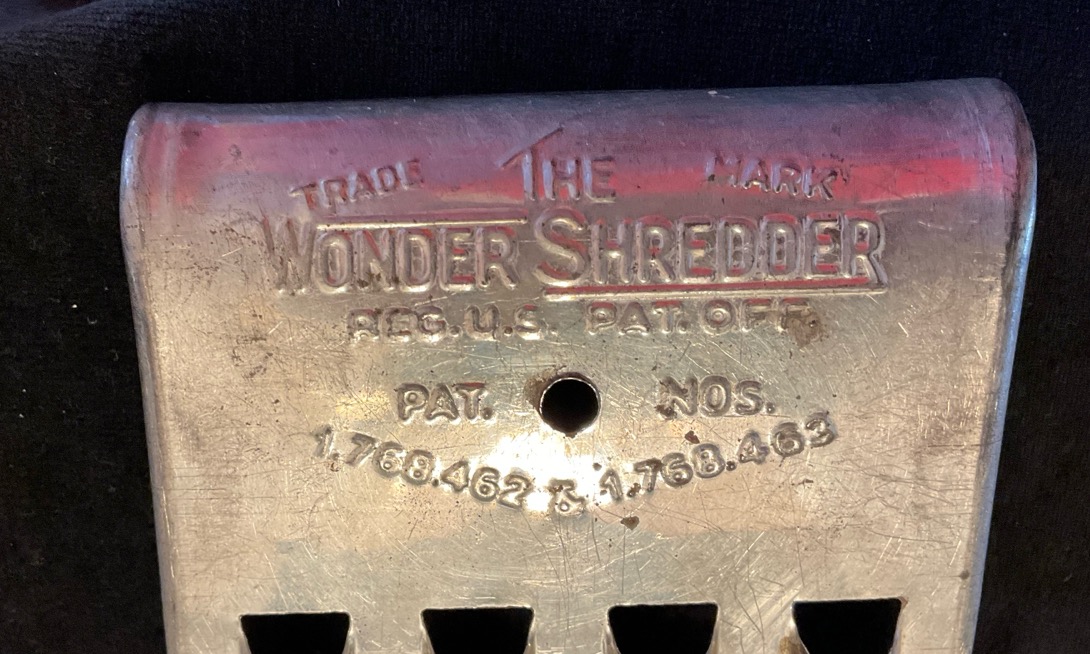 TRADE THE MARK
WONDER SHREDDER
REG. U.S. PAT. OFF.
PAT. NOS.
1.768.462 & 1.768.463